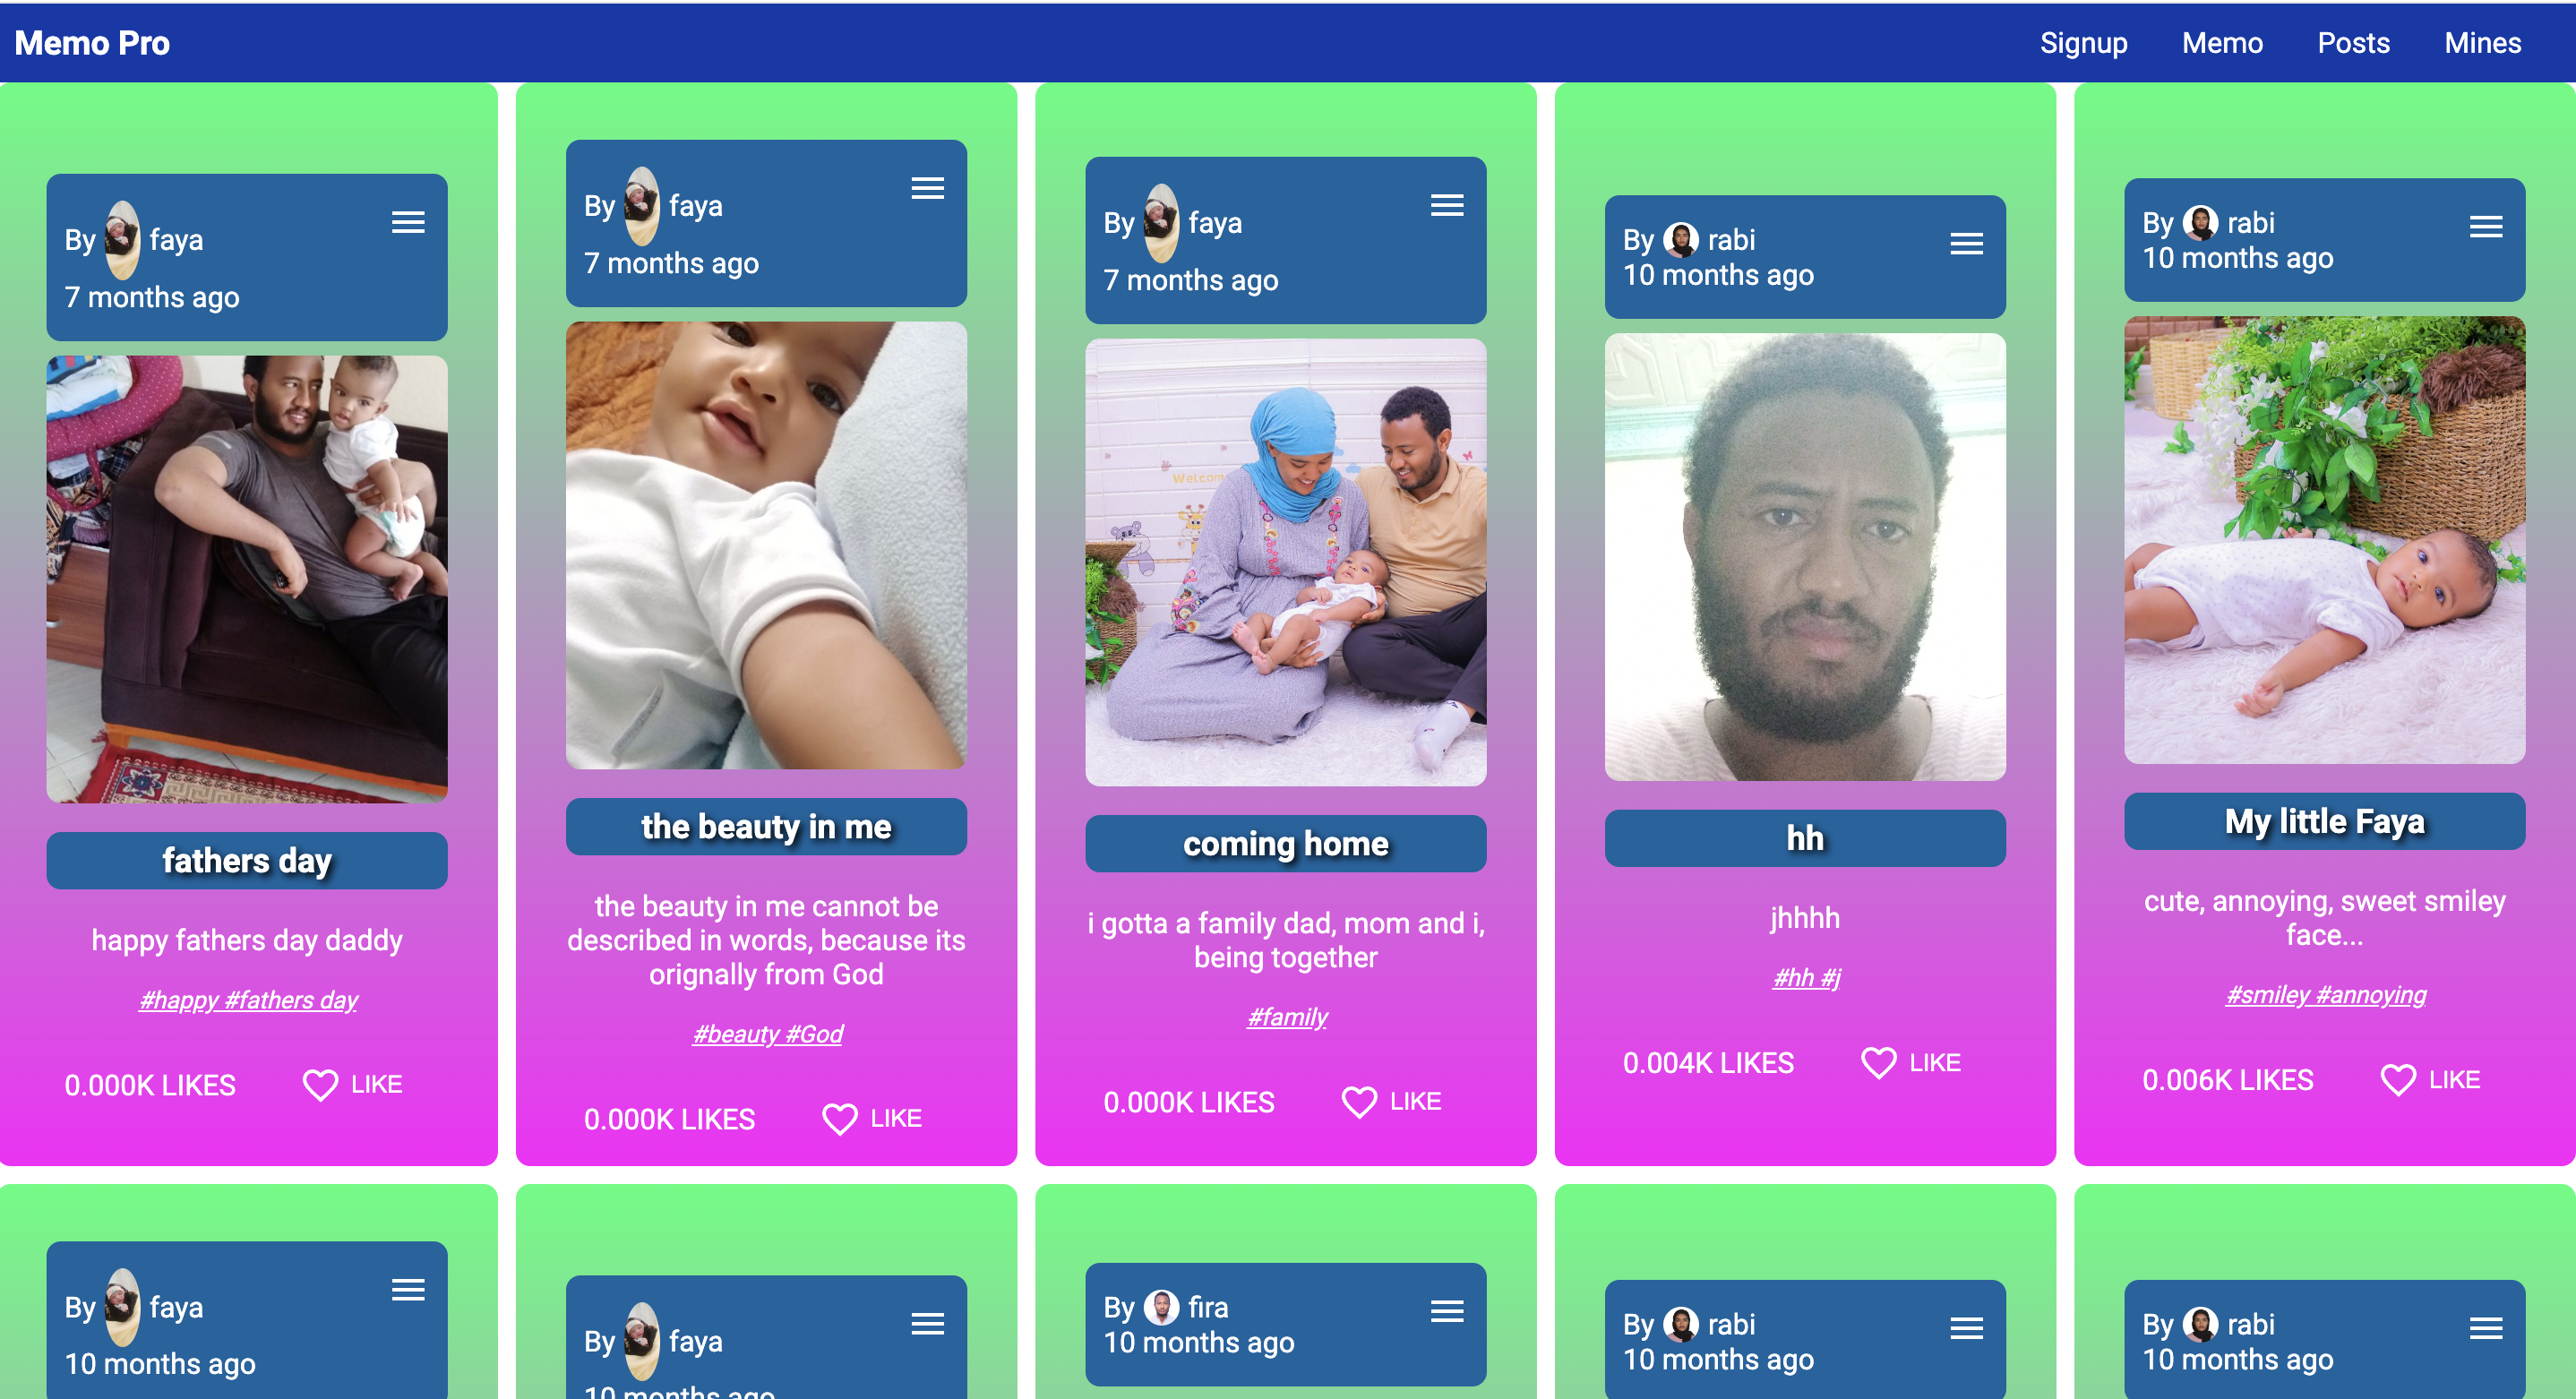 Memo Pro
Signup Memo Posts Mines
By faya
7 months ago
fathers day
happy fathers day daddy
#happy #fathers day
0.000K LIKES LIKE
By faya
7 months ago
the beauty in me
the beauty in me cannot be
described in words, because its
orignally from God
#beauty #God
0.000K LIKES LIKE
By faya
7 months ago
Welcom
coming home
i gotta a family dad, mom and i,
being together
#family
0.000K LIKES LIKE
By rabi
10 months ago
hh
jhhhh
#hh #j
0.004K LIKES LIKE
By rabi
10 months ago
My little Faya
cute, annoying, sweet smiley
face...
#smiley #annoying
0.006K LIKES LIKE
By faya
10 months ago
By faya
10 months ago
By fira
10 months ago
By rabi
10 months ago
By rabi
10 months ago